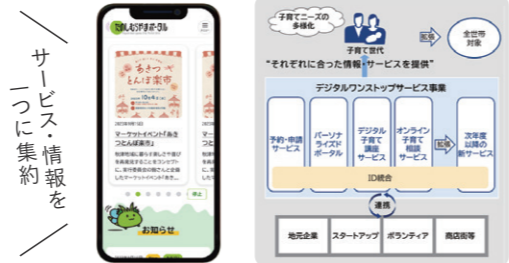 サービス・情報を
一つに集約
東村山ポータル
あきつ
とんぼ楽市
マーケットイベント「あき
つとんぼ楽市」
お知らせ
停止
子育てニーズの
多様化
子育て世代
拡張
全世帯
対象
"それぞれに合った情報・サービスを提供"
デジタルワンストップサービス事業
予約・申請
サービス
パーソナ
ライズド
ポータル
デジタル
子育て
講座
サービス
オンライン
子育て
相談
サービス
拡張
次年度
以降の
新サービス
ID統合
連携
地元企業
スタートアップ
ボランティア
商店街等